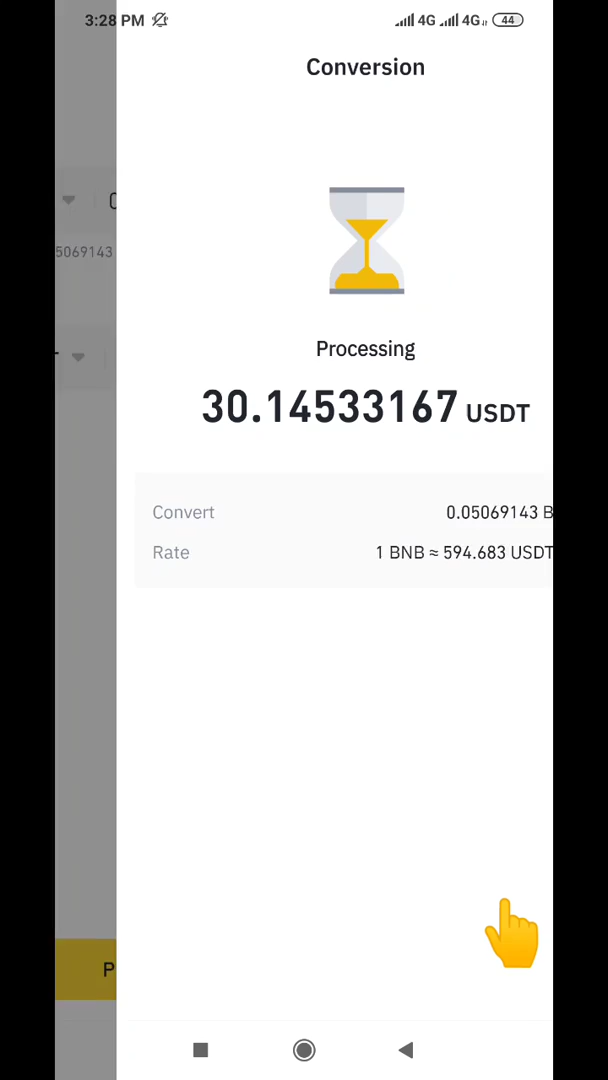 3:28 PM 4G 4G 44
Conversion
5069143
Processing
30.14533167 USDT
Convert 0.05069143 B
Rate 1 BNB ≈ 594.683 USDT
P